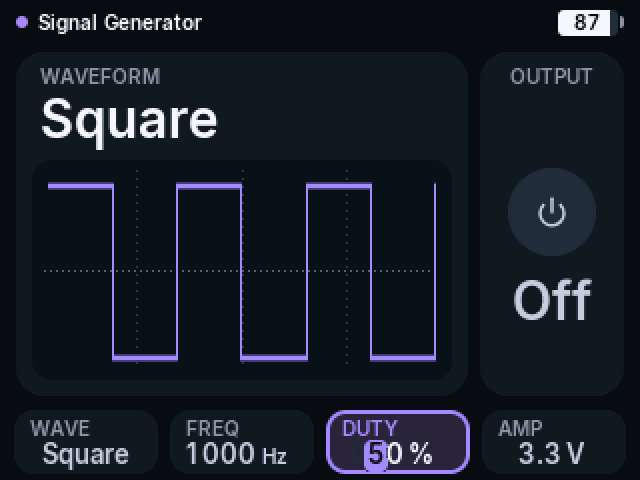 Signal Generator
87
WAVEFORM
Square
OUTPUT
Off
WAVE
Square
FREQ
1000 Hz
DUTY
50 %
AMP
3.3 V